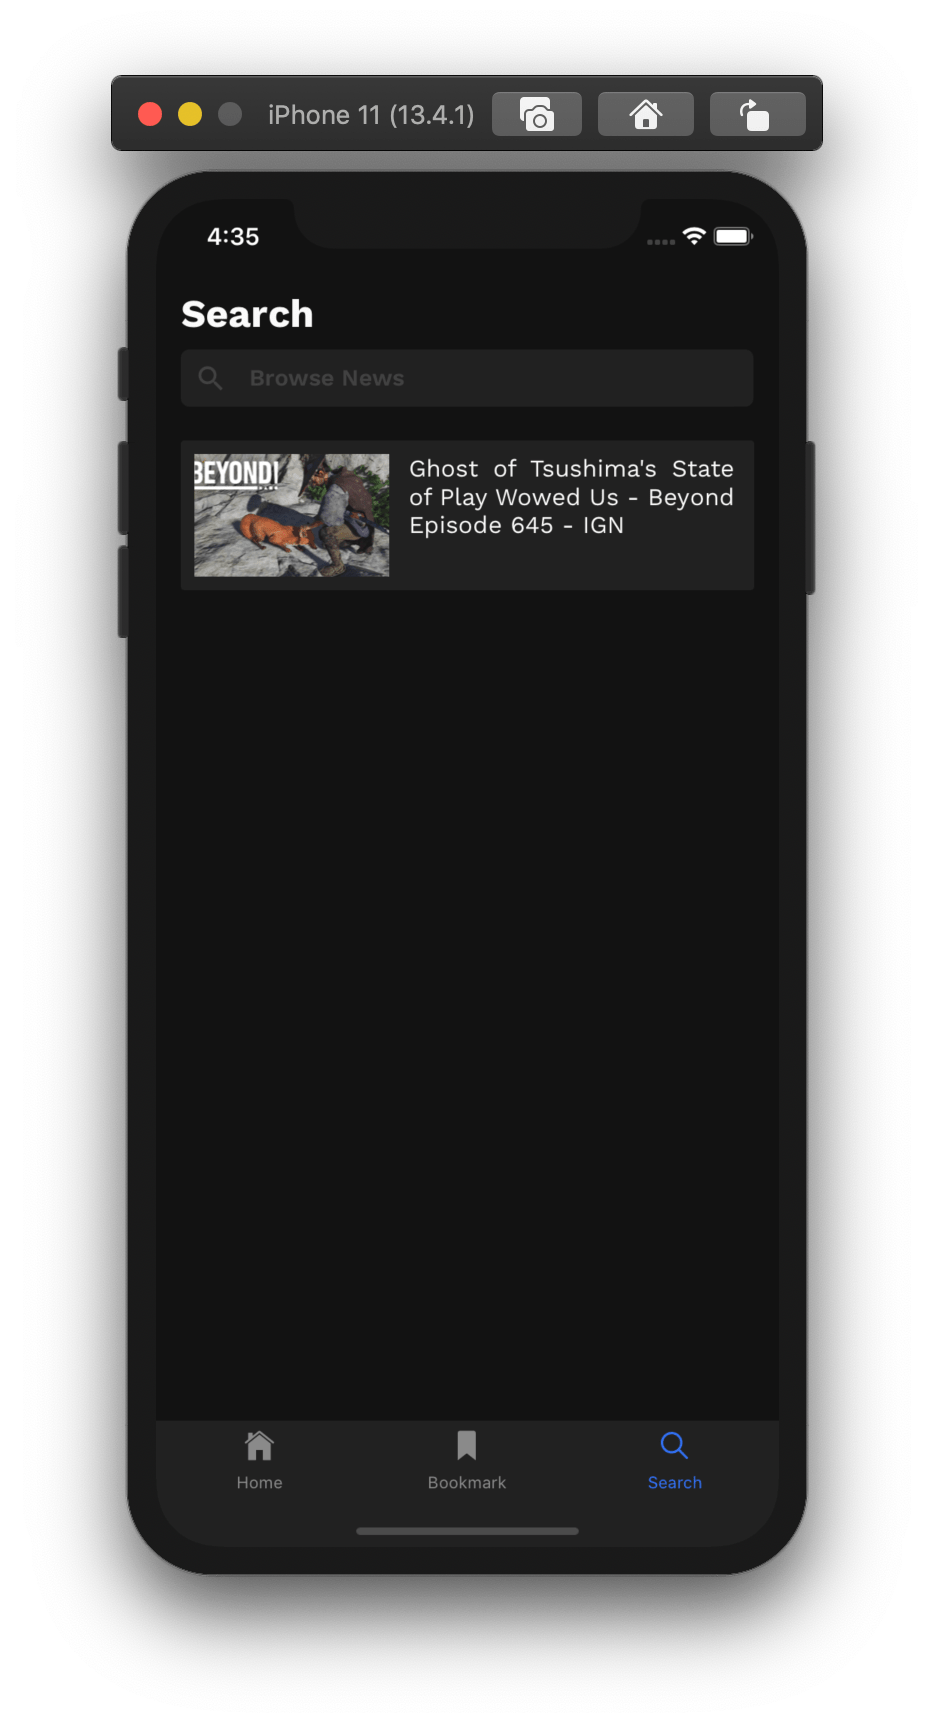 iPhone 11 (13.4.1)
4:35
Search
Browse News
BEYOND!
Ghost of Tsushima's State
of Play Wowed Us - Beyond
Episode 645 - IGN
Home
Bookmark
Search